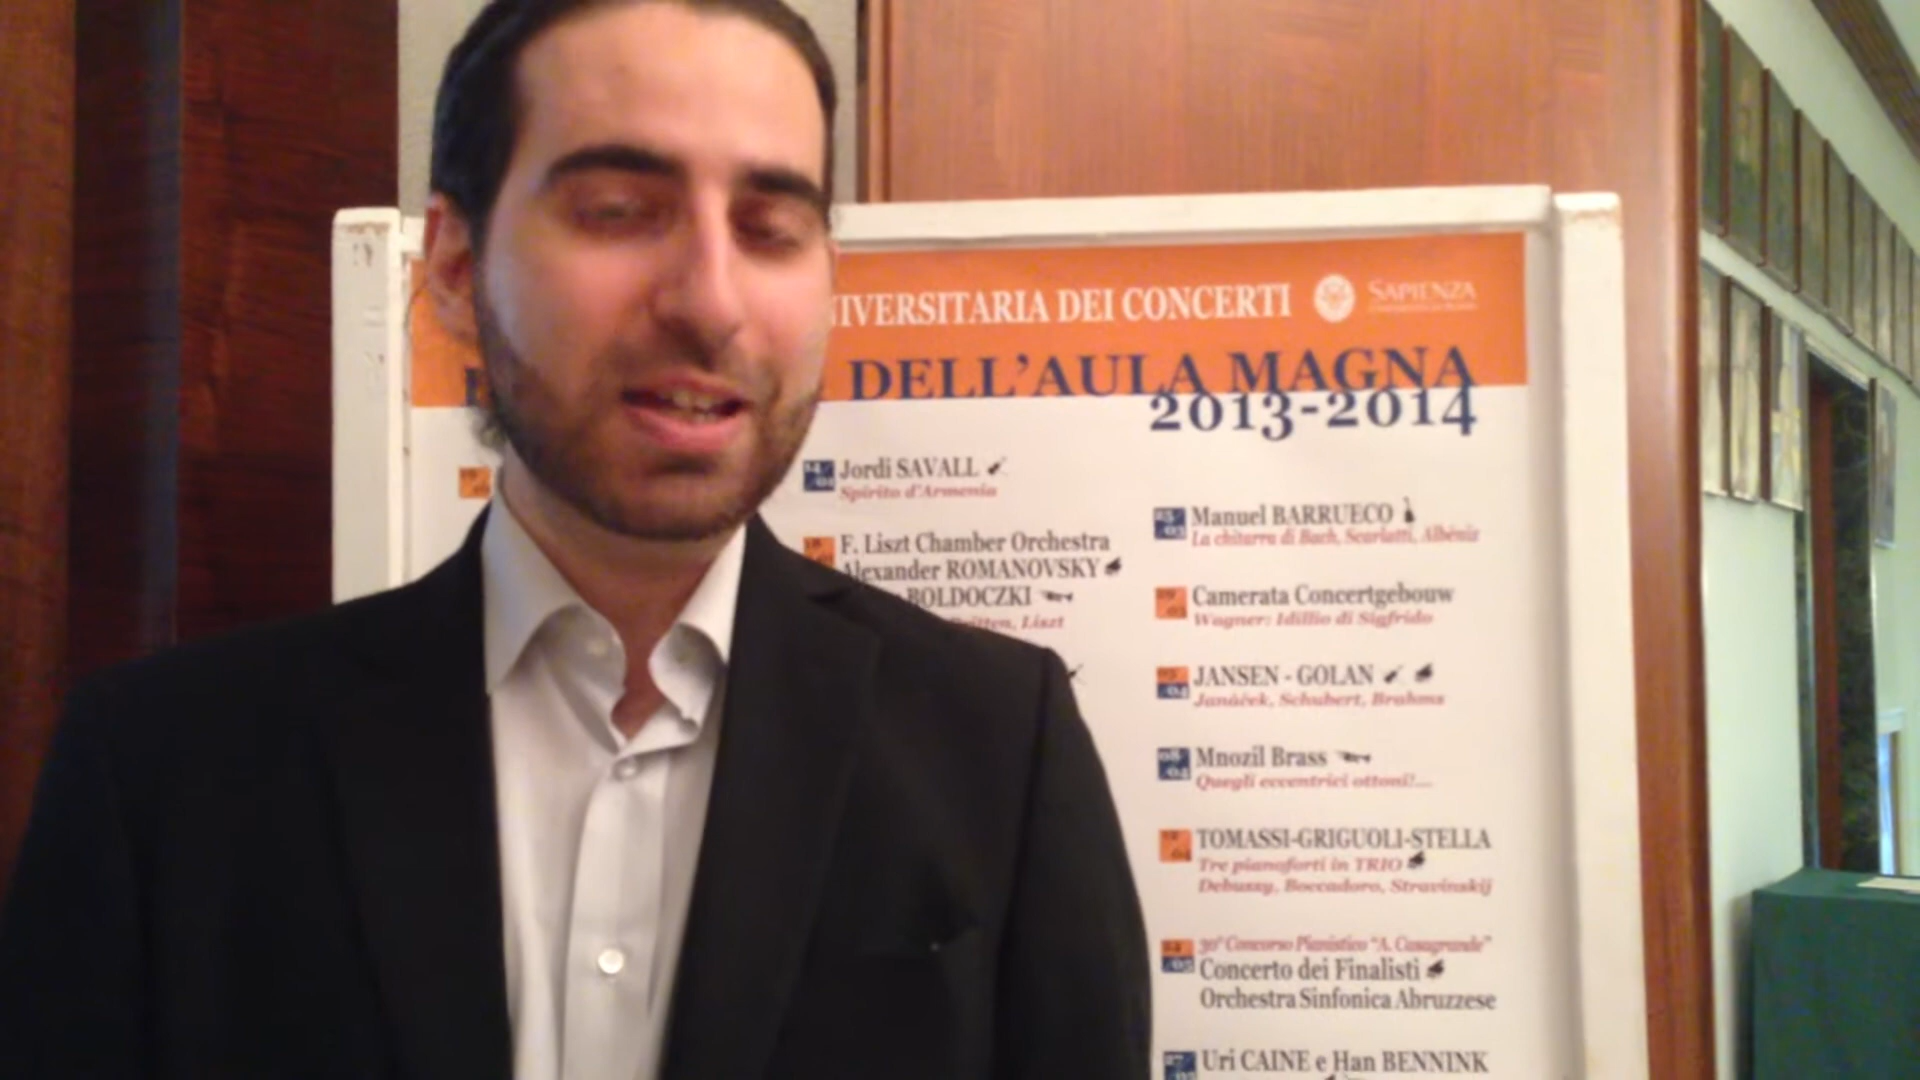 NIVERSITARIA DEI CONCERTI
SAPIENZA
DELL'AULA MAGNA
2013-2014
Jordi SAVALL
Spirito d'Armenia
F. Liszt Chamber Orchestra
Alexander ROMANOVSKY
BOLDOCZKI
Britten, Liszt
Manuel BARRUECO
La chitarra di Bach, Scarlatti, Albéniz
Camerata Concertgebouw
Wagner: Idillio di Sigfrido
JANSEN - GOLAN
Janáček, Schubert, Brahms
Mnozil Brass
Quegli eccentrici ottoni!...
TOMASSI-GRIGUOLI-STELLA
Tre pianoforti in TRIO
Debussy, Boccadoro, Stravinskij
30° Concorso Pianistico "A. Casagrande"
Concerto dei Finalisti
Orchestra Sinfonica Abruzzese
Uri CAINE e Han BENNINK